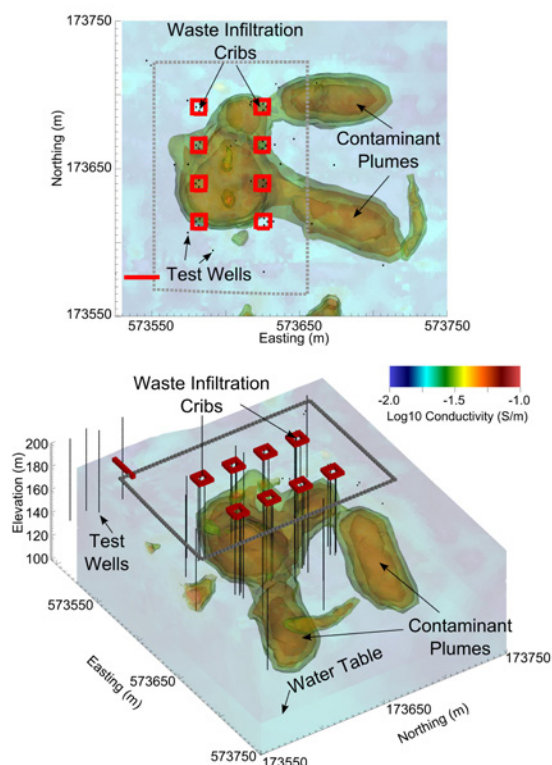 173750
Waste Infiltration
Cribs
Northing (m)
173650
Contaminant
Plumes
Test Wells
173550
573550
573650
573750
Easting (m)
Waste Infiltration
Cribs
-2.0
-1.5
-1.0
Log10 Conductivity (S/m)
Elevation (m)
200
180
160
140
120
100
Test
Wells
573550
Easting (m)
573650
573750
Contaminant
Plumes
Water Table
173750
173650
Northing (m)
173550